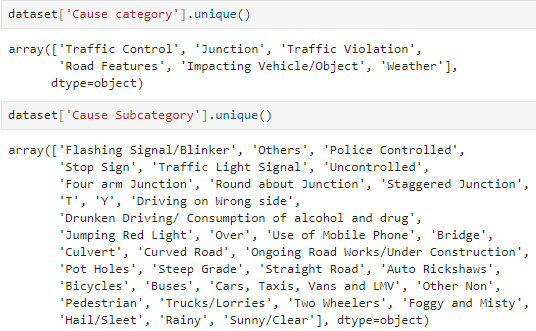 dataset['Cause category'].unique()
array(['Traffic Control', 'Junction', 'Traffic Violation',
'Road Features', 'Impacting Vehicle/Object', 'Weather'],
dtype=object)
dataset['Cause Subcategory'].unique()
array(['Flashing Signal/Blinker', 'Others', 'Police Controlled',
'Stop Sign', 'Traffic Light Signal', 'Uncontrolled',
'Four arm Junction', 'Round about Junction', 'Staggered Junction',
'T', 'Y', 'Driving on Wrong side',
'Drunken Driving/ Consumption of alcohol and drug',
'Jumping Red Light', 'Over', 'Use of Mobile Phone', 'Bridge',
'Culvert', 'Curved Road', 'Ongoing Road Works/Under Construction',
'Pot Holes', 'Steep Grade', 'Straight Road', 'Auto Rickshaws',
'Bicycles', 'Buses', 'Cars, Taxis, Vans and LMV', 'Other Non',
'Pedestrian', 'Trucks/Lorries', 'Two Wheelers', 'Foggy and Misty',
'Hail/Sleet', 'Rainy', 'Sunny/Clear'], dtype=object)